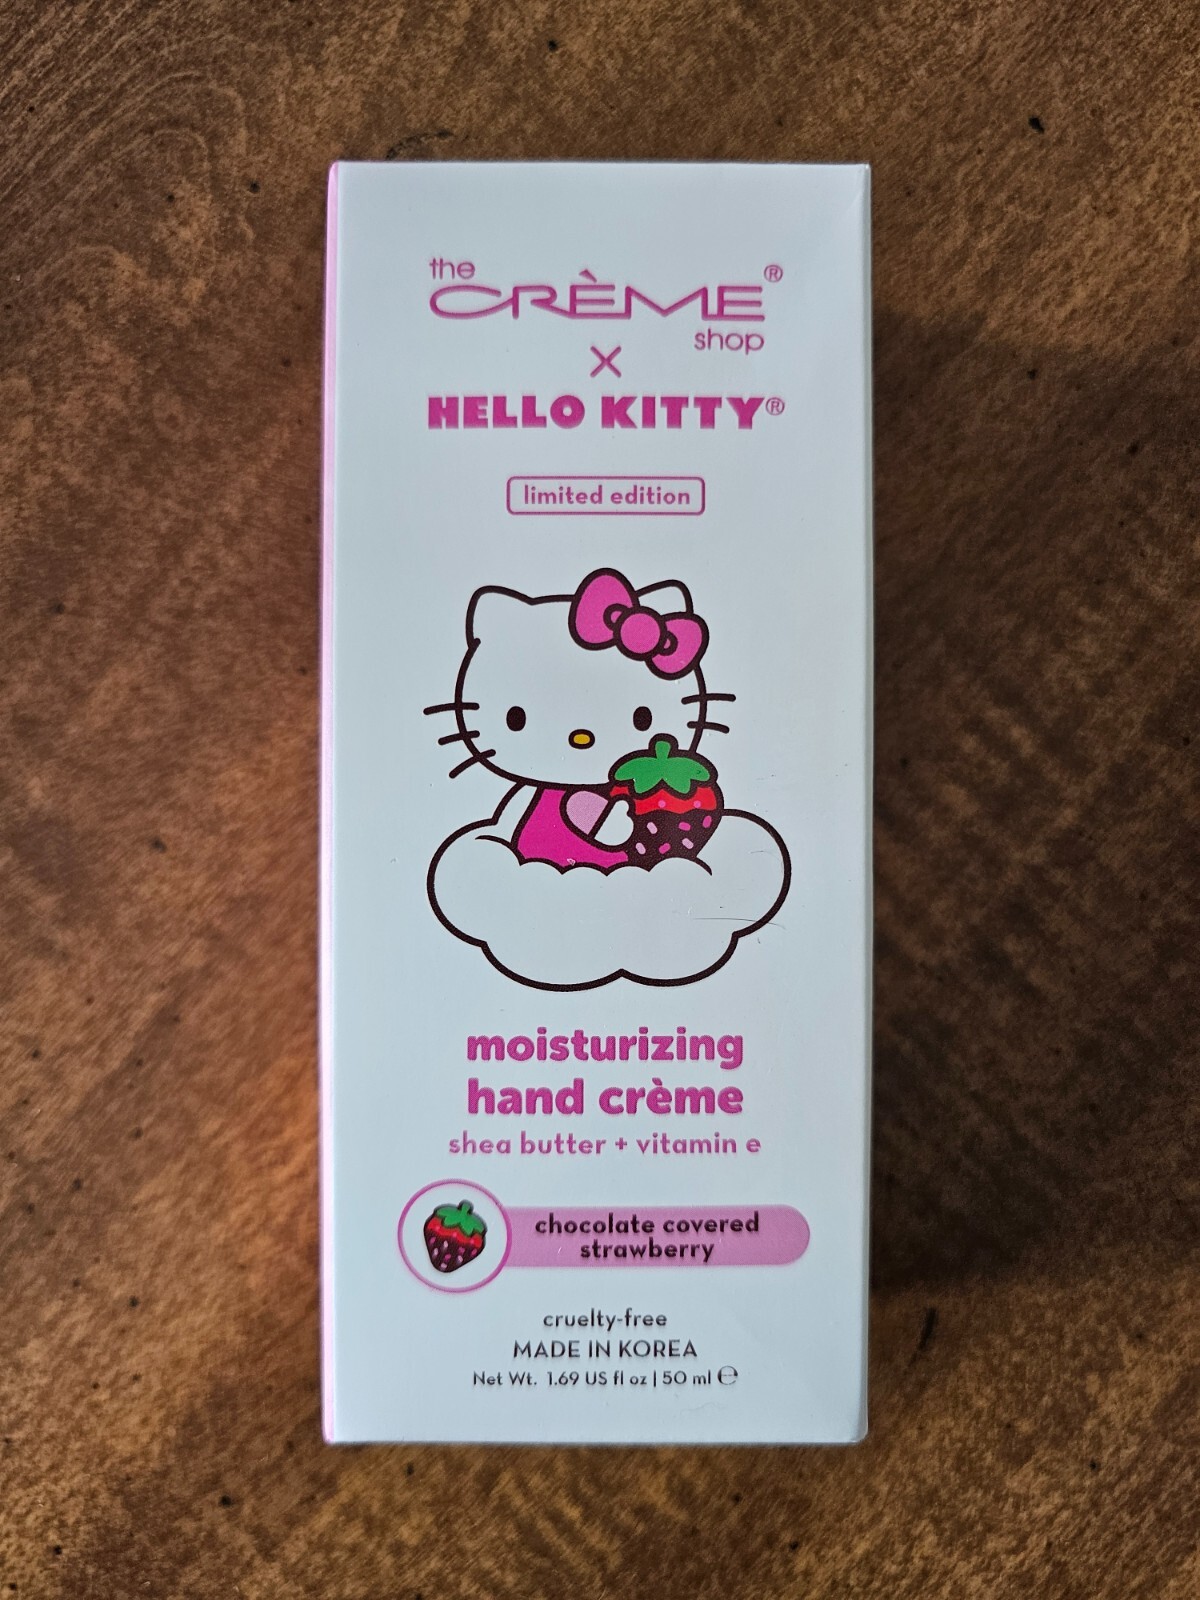 the
CRÈME®
shop
X
HELLO KITTY®
limited edition
moisturizing
hand crème
shea butter + vitamin e
chocolate covered
strawberry
cruelty-free
MADE IN KOREA
Net Wt. 1.69 US fl oz | 50 ml ℮